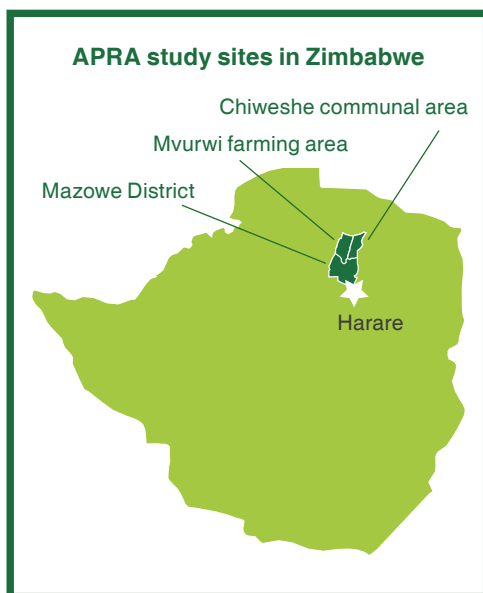 APRA study sites in Zimbabwe
Chiweshe communal area
Mvurwi farming area
Mazowe District
Harare